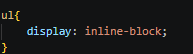 ul{
    display: inline-block;
}